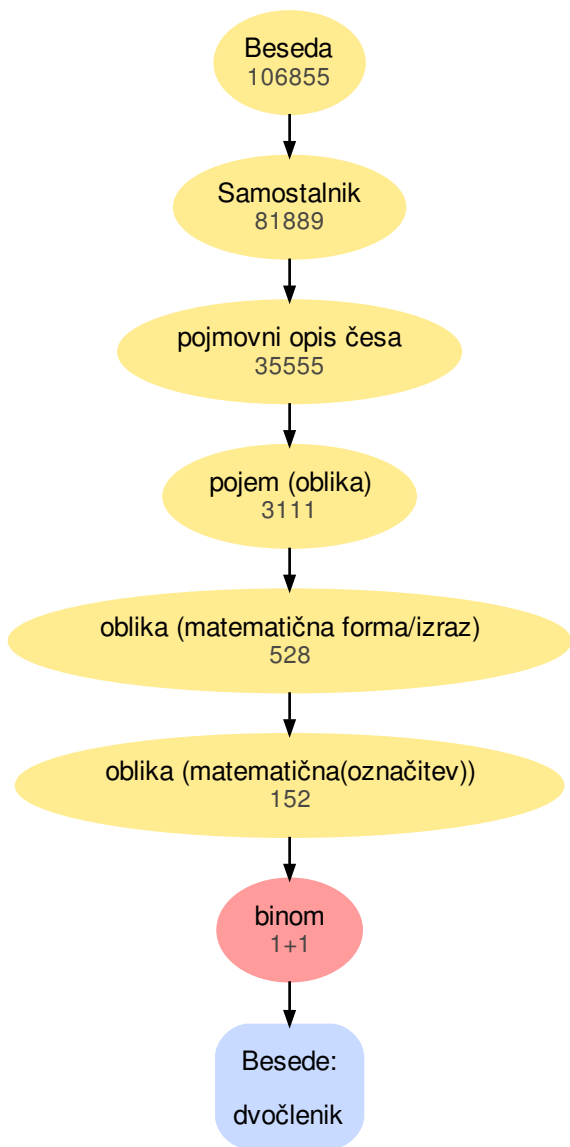 Beseda
106855
Samostalnik
81889
pojmovni opis česa
35555
pojem (oblika)
3111
oblika (matematična forma/izraz)
528
oblika (matematična(označitev))
152
binom
1+1
Besede:
dvočlenik